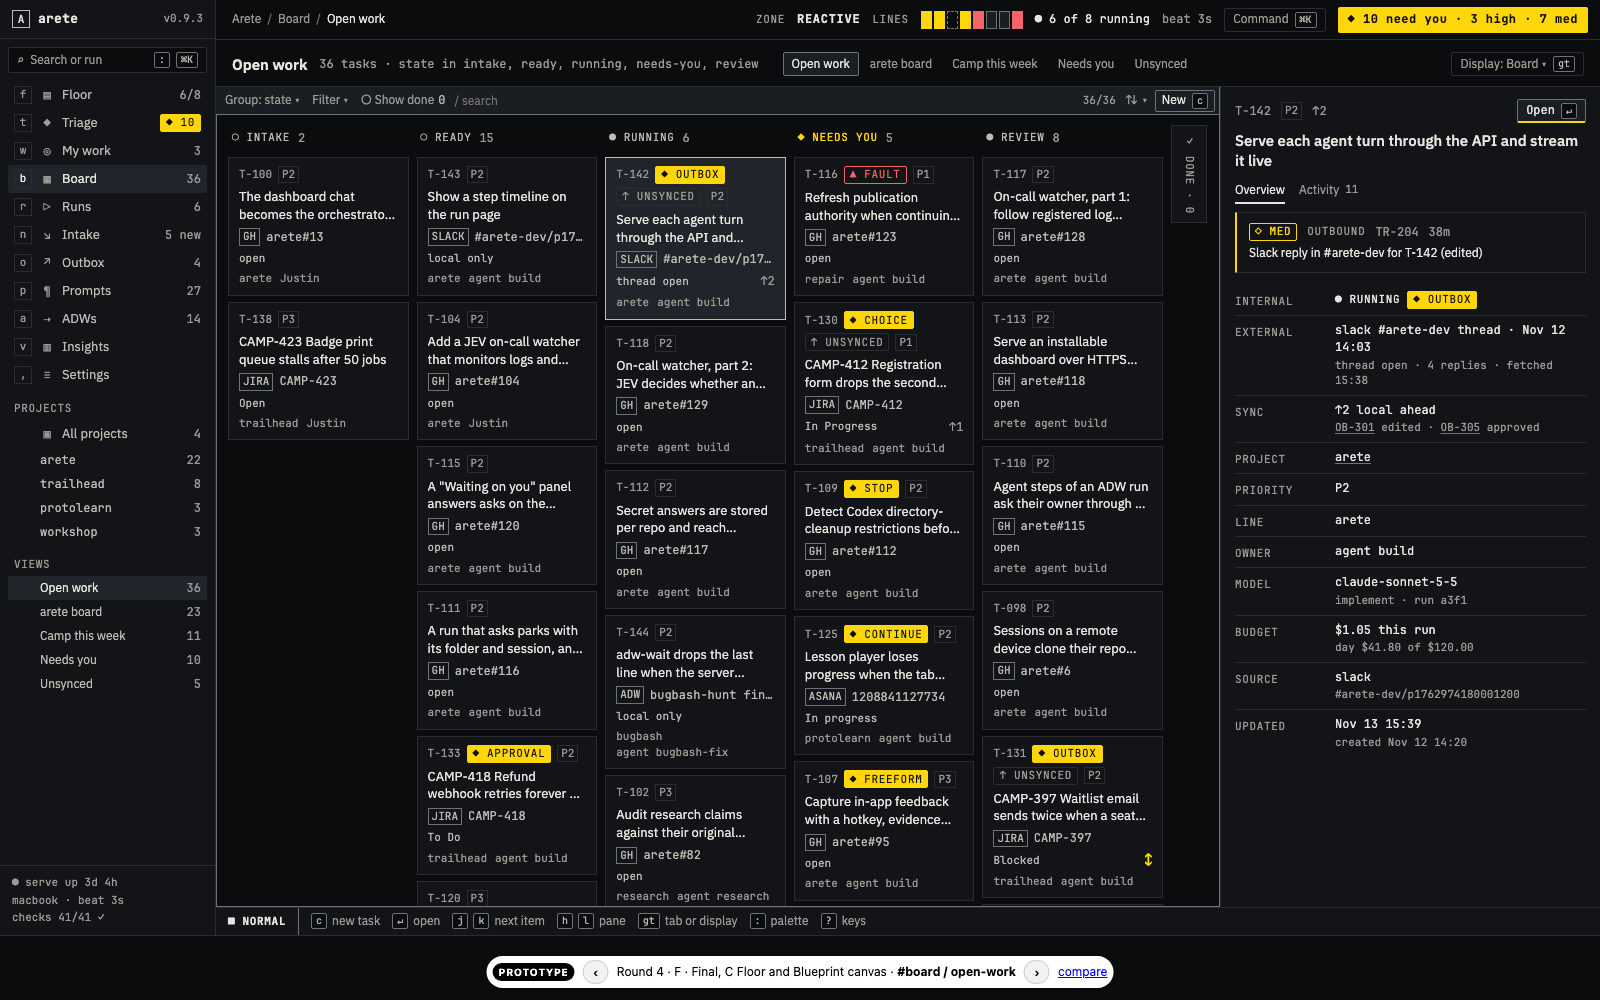 A arete v0.9.3
Search or run : ⌘K
f Floor 6/8
t Triage ◆ 10
w My work 3
b Board 36
r Runs 6
n Intake 5 new
o Outbox 4
p Prompts 27
a ADWs 14
v Insights
, Settings
PROJECTS
All projects 4
arete 22
trailhead 8
protolearn 3
workshop 3
VIEWS
Open work 36
arete board 23
Camp this week 11
Needs you 10
Unsynced 5
● serve up 3d 4h
macbook · beat 3s
checks 41/41 ✓
Arete / Board / Open work
ZONE REACTIVE LINES ● 6 of 8 running beat 3s
Command ⌘K
◆ 10 need you · 3 high · 7 med
Open work 36 tasks · state in intake, ready, running, needs-you, review
Open work arete board Camp this week Needs you Unsynced
Display: Board ▾ gt
Group: state ▾ Filter ▾ Show done 0 / search
36/36 ↑↓ ▾ New c
○ INTAKE 2
T-100 P2
The dashboard chat
becomes the orchestrato…
GH arete#13
open
arete Justin
T-138 P3
CAMP-423 Badge print
queue stalls after 50 jobs
JIRA CAMP-423
Open
trailhead Justin
○ READY 15
T-143 P2
Show a step timeline on
the run page
SLACK #arete-dev/p17…
local only
arete agent build
T-104 P2
Add a JEV on-call watcher
that monitors logs and…
GH arete#104
open
arete Justin
T-115 P2
A "Waiting on you" panel
answers asks on the…
GH arete#120
open
arete agent build
T-111 P2
A run that asks parks with
its folder and session, an…
GH arete#116
open
arete agent build
T-133 ◆ APPROVAL P2
CAMP-418 Refund
webhook retries forever …
JIRA CAMP-418
To Do
trailhead agent build
T-120 P3
● RUNNING 6
T-142 ◆ OUTBOX
↑ UNSYNCED P2
Serve each agent turn
through the API and…
SLACK #arete-dev/p17…
thread open ↑2
arete agent build
T-118 P2
On-call watcher, part 2:
JEV decides whether an…
GH arete#129
open
arete agent build
T-112 P2
Secret answers are stored
per repo and reach…
GH arete#117
open
arete agent build
T-144 P2
adw-wait drops the last
line when the server…
ADW bugbash-hunt fin…
local only
bugbash
agent bugbash-fix
T-102 P3
Audit research claims
against their original…
GH arete#82
open
research agent research
◆ NEEDS YOU 5
T-116 ▲ FAULT P1
Refresh publication
authority when continuin…
GH arete#123
open
repair agent build
T-130 ◆ CHOICE
↑ UNSYNCED P1
CAMP-412 Registration
form drops the second…
JIRA CAMP-412
In Progress ↑1
trailhead agent build
T-109 ◆ STOP P2
Detect Codex directory-
cleanup restrictions befo…
GH arete#112
open
arete agent build
T-125 ◆ CONTINUE P2
Lesson player loses
progress when the tab…
ASANA 1208841127734
In progress
protolearn agent build
T-107 ◆ FREEFORM P3
Capture in-app feedback
with a hotkey, evidence…
GH arete#95
open
arete agent build
● REVIEW 8
T-117 P2
On-call watcher, part 1:
follow registered log…
GH arete#128
open
arete agent build
T-113 P2
Serve an installable
dashboard over HTTPS…
GH arete#118
open
arete agent build
T-110 P2
Agent steps of an ADW run
ask their owner through …
GH arete#115
open
arete agent build
T-098 P2
Sessions on a remote
device clone their repo…
GH arete#6
open
arete agent build
T-131 ◆ OUTBOX
↑ UNSYNCED P2
CAMP-397 Waitlist email
sends twice when a seat…
JIRA CAMP-397
Blocked ↕
trailhead agent build
✓ DONE · 0
T-142 P2 ↑2 Open ↵
Serve each agent turn through the API and stream
it live
Overview Activity 11
◇ MED OUTBOUND TR-204 38m
Slack reply in #arete-dev for T-142 (edited)
INTERNAL ● RUNNING ◆ OUTBOX
EXTERNAL slack #arete-dev thread · Nov 12
14:03
thread open · 4 replies · fetched
15:38
SYNC ↑2 local ahead
OB-301 edited · OB-305 approved
PROJECT arete
PRIORITY P2
LINE arete
OWNER agent build
MODEL claude-sonnet-5-5
implement · run a3f1
BUDGET $1.05 this run
day $41.80 of $120.00
SOURCE slack
#arete-dev/p1762974180001200
UPDATED Nov 13 15:39
created Nov 12 14:20
■ NORMAL c new task ↵ open j k next item h l pane gt tab or display : palette ? keys
PROTOTYPE ‹ Round 4 · F · Final, C Floor and Blueprint canvas · #board / open-work › compare